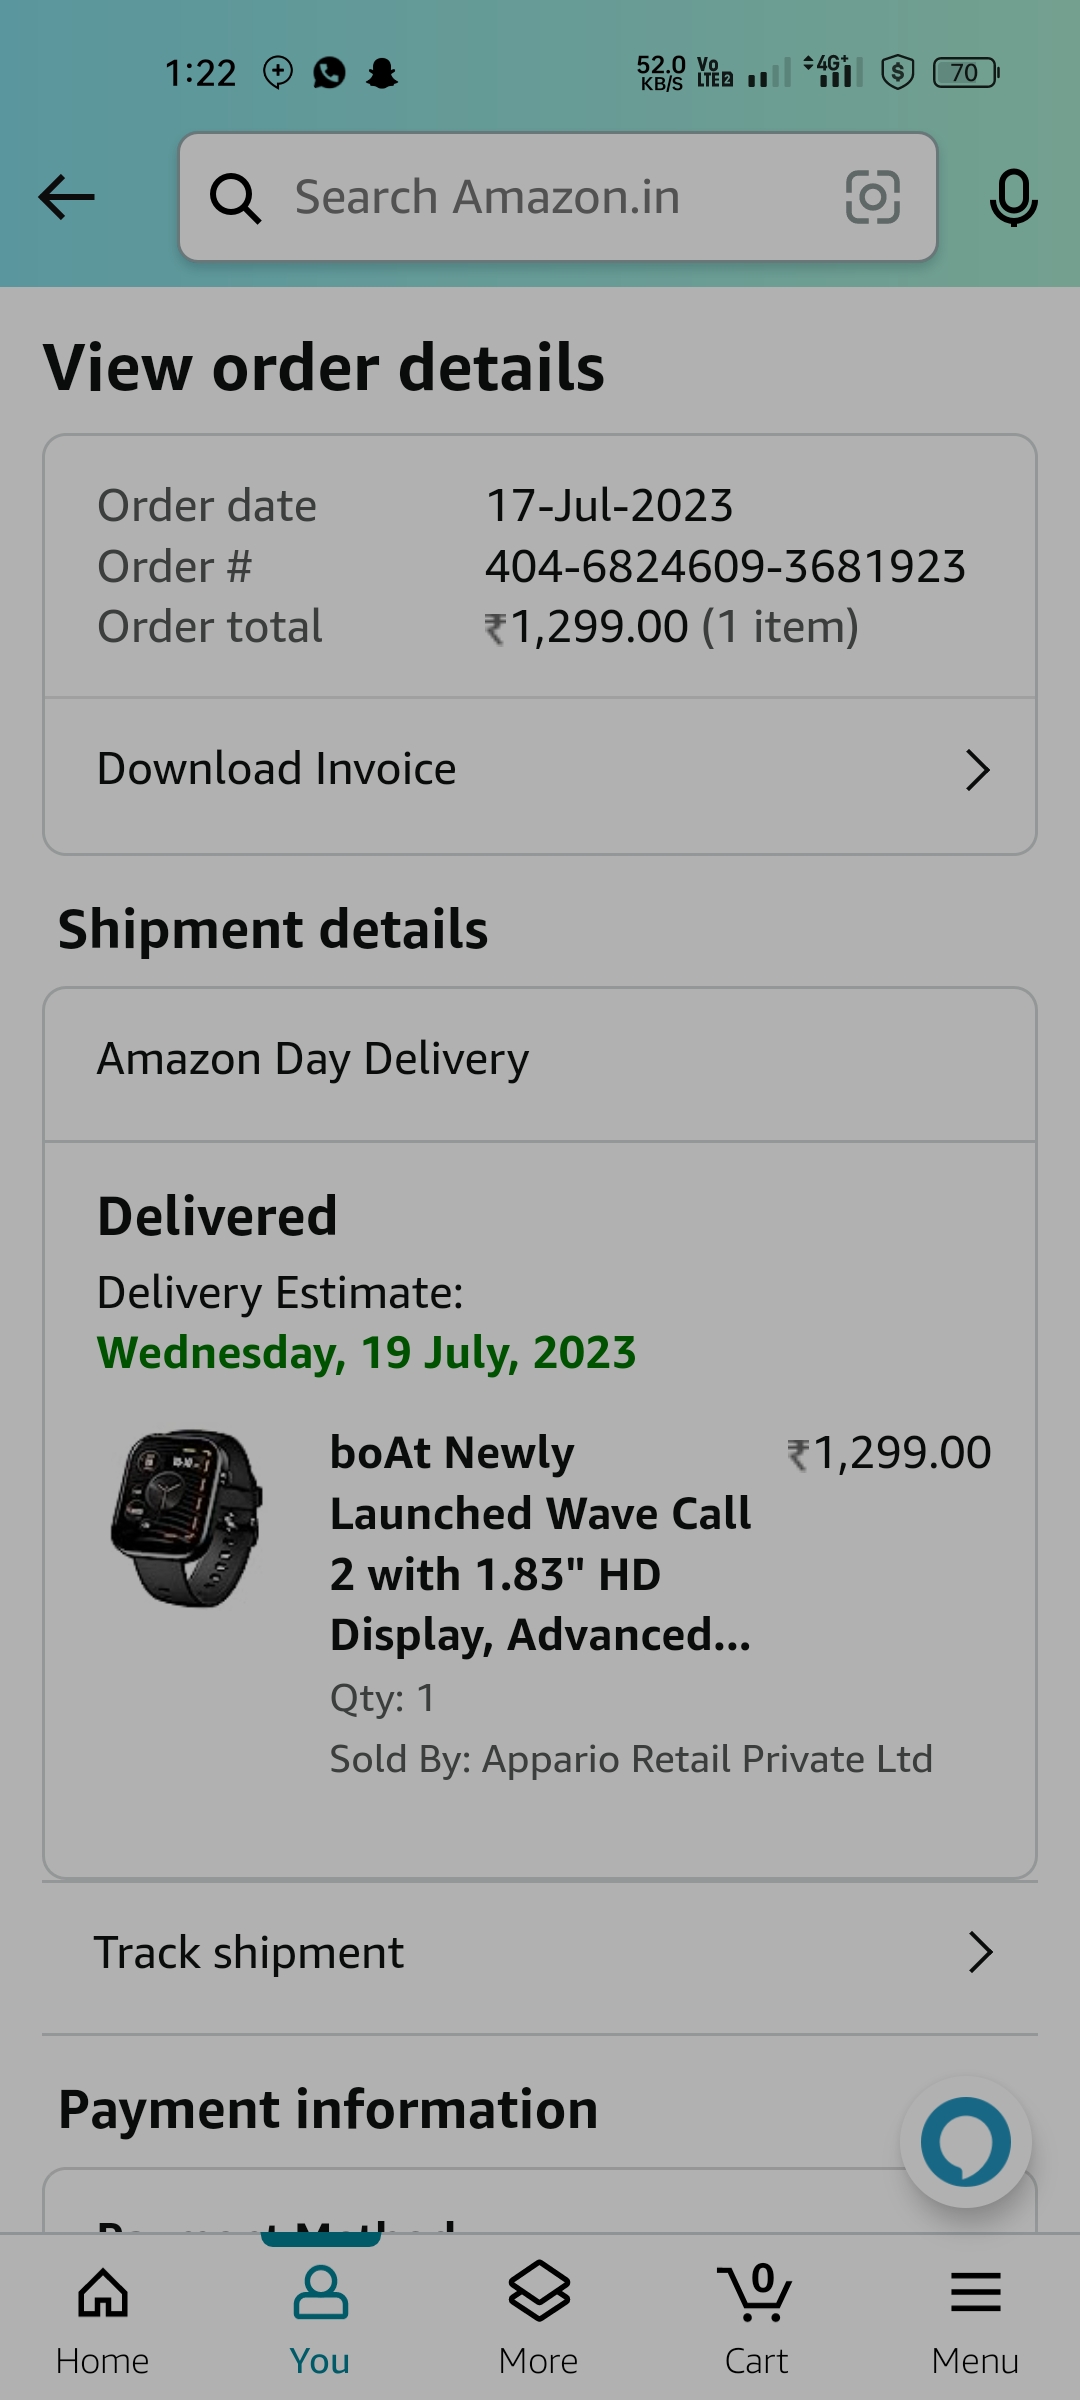 1:22
52.0 KB/S Vo LTE 2 4G+ $ 70
Search Amazon.in
View order details
Order date 17-Jul-2023
Order # 404-6824609-3681923
Order total ₹1,299.00 (1 item)
Download Invoice
Shipment details
Amazon Day Delivery
Delivered
Delivery Estimate:
Wednesday, 19 July, 2023
boAt Newly ₹1,299.00
Launched Wave Call
2 with 1.83" HD
Display, Advanced...
Qty: 1
Sold By: Appario Retail Private Ltd
Track shipment
Payment information
Payment Method
0
Home You More Cart Menu